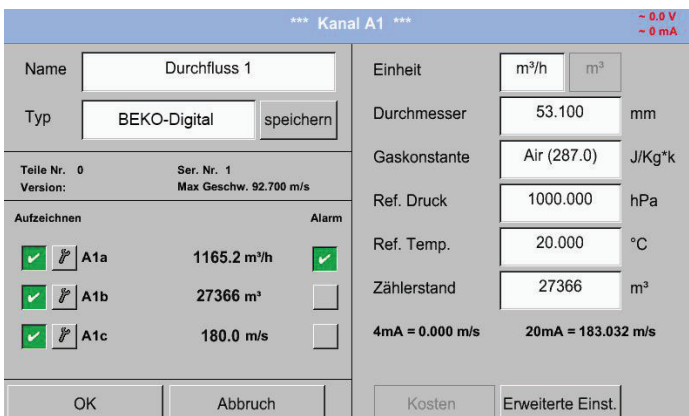 *** Kanal A1 ***
~ 0.0 V
~ 0 mA
Name Durchfluss 1
Typ BEKO-Digital speichern
Teile Nr. 0 Ser. Nr. 1
Version: Max Geschw. 92.700 m/s
Aufzeichnen Alarm
A1a 1165.2 m³/h
A1b 27366 m³
A1c 180.0 m/s
OK Abbruch
Einheit m³/h m³
Durchmesser 53.100 mm
Gaskonstante Air (287.0) J/Kg*k
Ref. Druck 1000.000 hPa
Ref. Temp. 20.000 °C
Zählerstand 27366 m³
4mA = 0.000 m/s 20mA = 183.032 m/s
Kosten Erweiterte Einst.